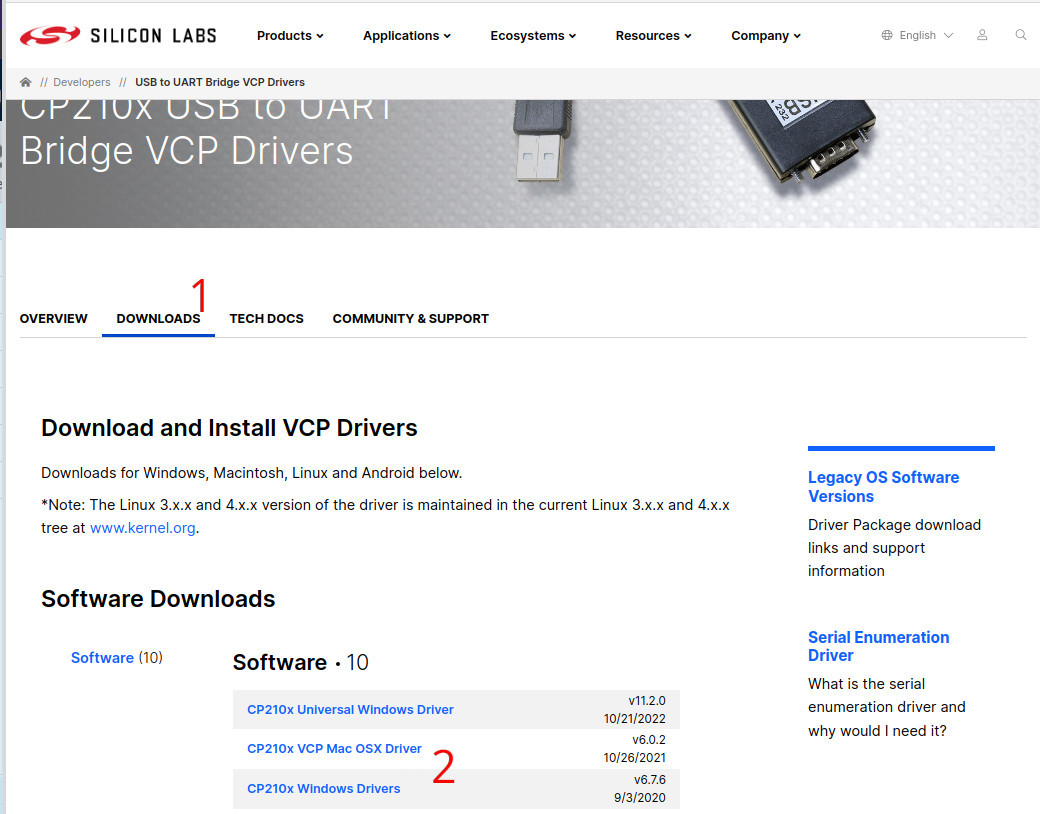 SILICON LABS
Products
Applications
Ecosystems
Resources
Company
English
// Developers // USB to UART Bridge VCP Drivers
CP210x USB to UART
Bridge VCP Drivers
232
1
OVERVIEW
DOWNLOADS
TECH DOCS
COMMUNITY & SUPPORT
Download and Install VCP Drivers
Downloads for Windows, Macintosh, Linux and Android below.
*Note: The Linux 3.x.x and 4.x.x version of the driver is maintained in the current Linux 3.x.x and 4.x.x
tree at www.kernel.org.
Software Downloads
Software (10)
Software • 10
CP210x Universal Windows Driver
v11.2.0
10/21/2022
CP210x VCP Mac OSX Driver
v6.0.2
10/26/2021
2
CP210x Windows Drivers
v6.7.6
9/3/2020
Legacy OS Software
Versions
Driver Package download
links and support
information
Serial Enumeration
Driver
What is the serial
enumeration driver and
why would I need it?